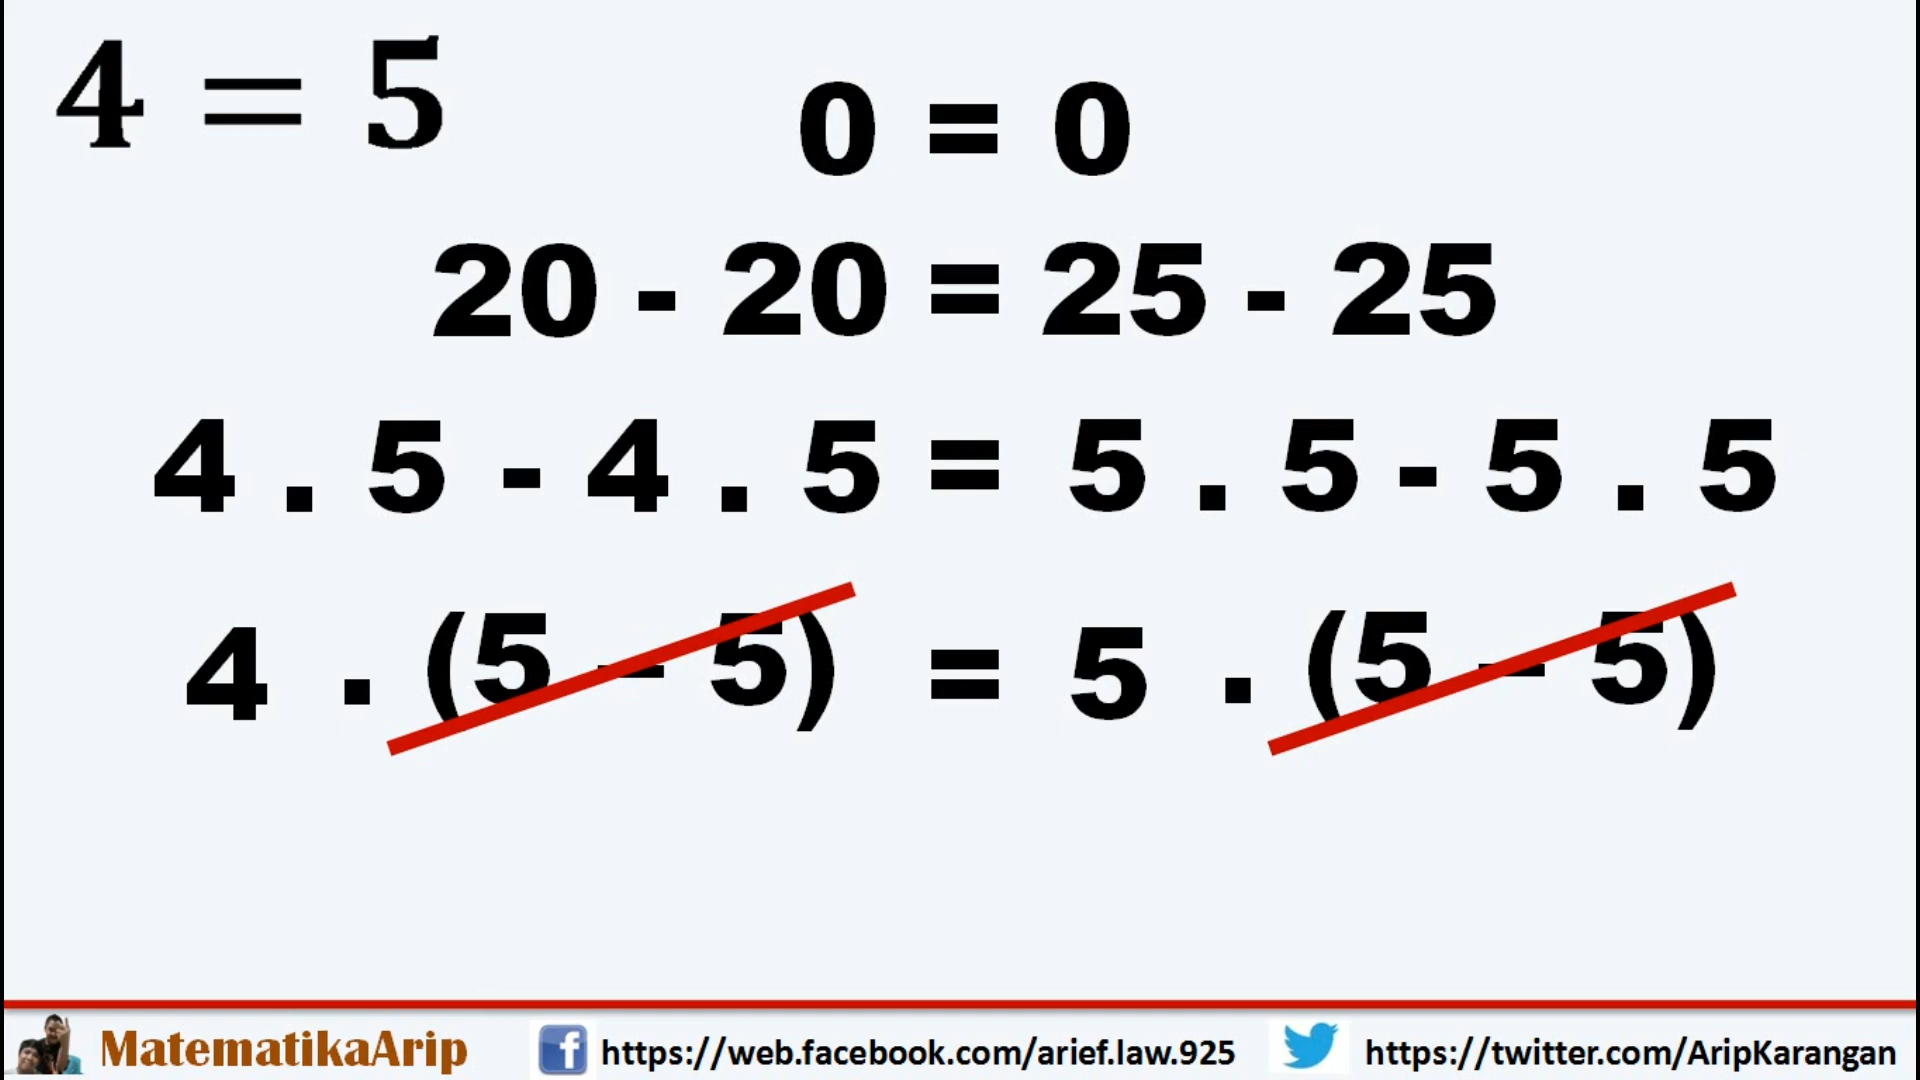 4 = 5
0 = 0
20 - 20 = 25 - 25
4 . 5 - 4 . 5 = 5 . 5 - 5 . 5
4 . (5 - 5) = 5 . (5 - 5)
MatematikaArip f https://web.facebook.com/arief.law.925 https://twitter.com/AripKarangan